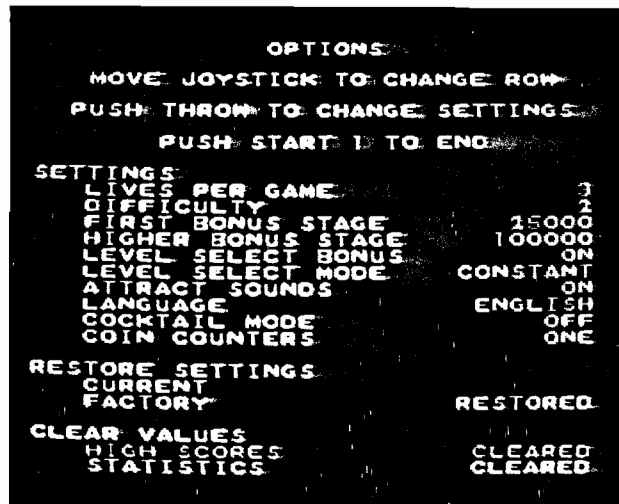 OPTIONS
MOVE JOYSTICK TO CHANGE ROW
PUSH THROW TO CHANGE SETTINGS
PUSH START 1 TO END
SETTINGS
LIVES PER GAME 3
DIFFICULTY 1
FIRST BONUS STAGE 15000
HIGHER BONUS STAGE 100000
LEVEL SELECT BONUS ON
LEVEL SELECT MODE CONSTANT
ATTRACT SOUNDS ON
LANGUAGE ENGLISH
COCKTAIL MODE OFF
COIN COUNTERS ONE
RESTORE SETTINGS
CURRENT
FACTORY RESTORED
CLEAR VALUES
HIGH SCORES CLEARED
STATISTICS CLEARED